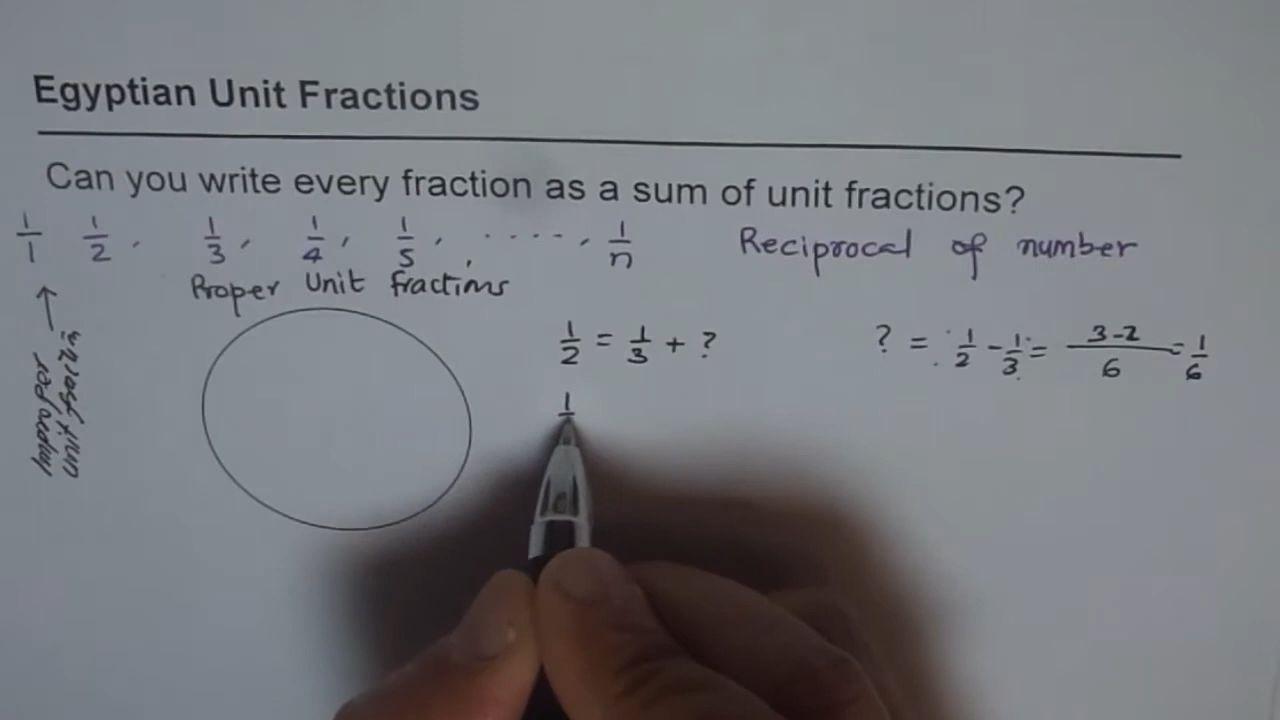 Egyptian Unit Fractions
Can you write every fraction as a sum of unit fractions?
1/1 1/2, 1/3, 1/4, 1/5, ....., 1/n Reciprocal of number
Proper Unit fractions
1/2 = 1/3 + ? ? = 1/2 - 1/3 = 3-2/6 = 1/6
1/